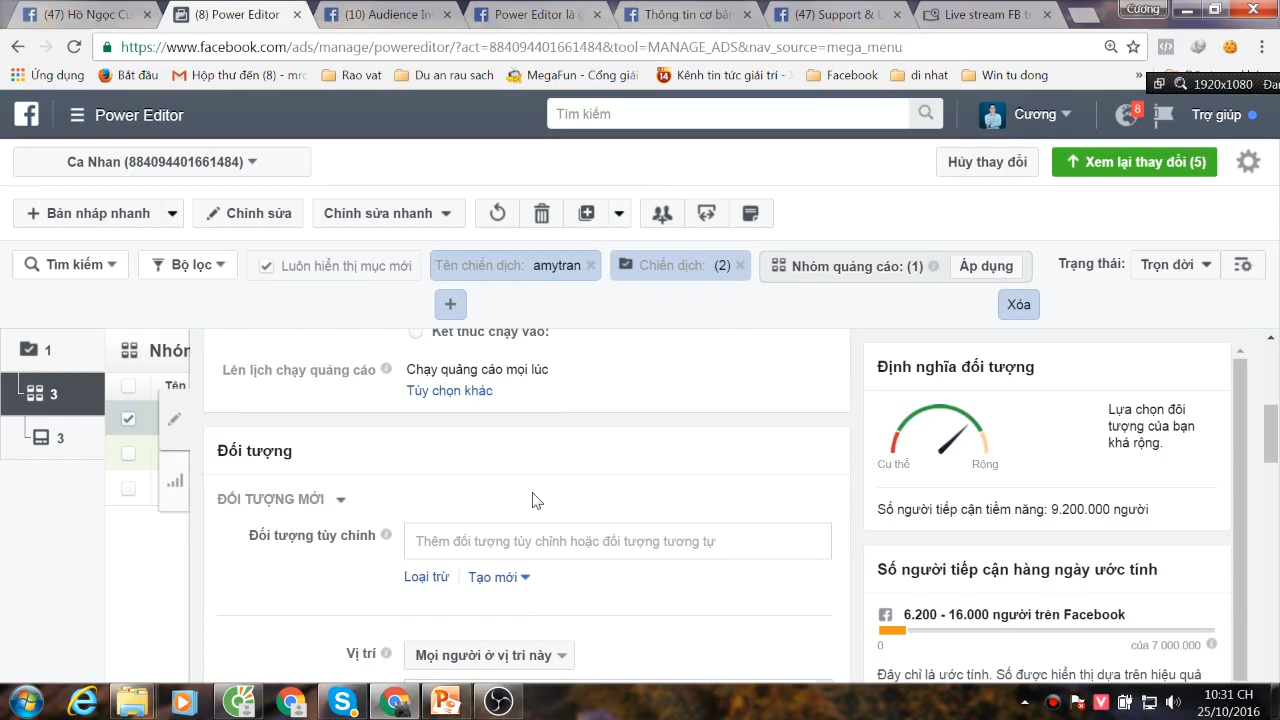 (47) Hồ Ngọc Cu
(8) Power Editor
(10) Audience In
Power Editor là g
Thông tin cơ bản
(47) Support &
Live stream FB t
Cương
https://www.facebook.com/ads/manage/powereditor/?act=884094401661484&tool=MANAGE_ADS&nav_source=mega_menu
Ứng dụng
Bắt đầu
Hộp thư đến (8) - mrc
Rao vat
Du an rautrach
MegaFun - Cổng giải
Kênh tin tức giải trí -
Facebook
di nhat
Win tu dong
»
1920x1080
Đa
Power Editor
Tìm kiếm
Cương
8
Trợ giúp
Ca Nhan (884094401661484)
Hủy thay đổi
Xem lại thay đổi (5)
Bản nháp nhanh
Chỉnh sửa
Chỉnh sửa nhanh
Tìm kiếm
Bộ lọc
Luôn hiển thị mục mới
Tên chiến dịch: amytran
Chiến dịch: (2)
Nhóm quảng cáo: (1)
Áp dụng
Trạng thái:
Trọn đời
+
Xóa
1
3
3
Nhóm
Tên
Kết thúc chạy vào:
Lên lịch chạy quảng cáo
Chạy quảng cáo mọi lúc
Tùy chọn khác
Đối tượng
ĐỐI TƯỢNG MỚI
Đối tượng tùy chỉnh
Thêm đối tượng tùy chỉnh hoặc đối tượng tương tự
Loại trừ
Tạo mới
Vị trí
Mọi người ở vị trí này
Định nghĩa đối tượng
Cụ thể
Rộng
Lựa chọn đối
tượng của bạn
khá rộng.
Số người tiếp cận tiềm năng: 9.200.000 người
Số người tiếp cận hàng ngày ước tính
6.200 - 16.000 người trên Facebook
0
của 7.000.000
Đây chỉ là ước tính. Số được hiển thị dựa trên hiệu quả
10:31 CH
25/10/2016